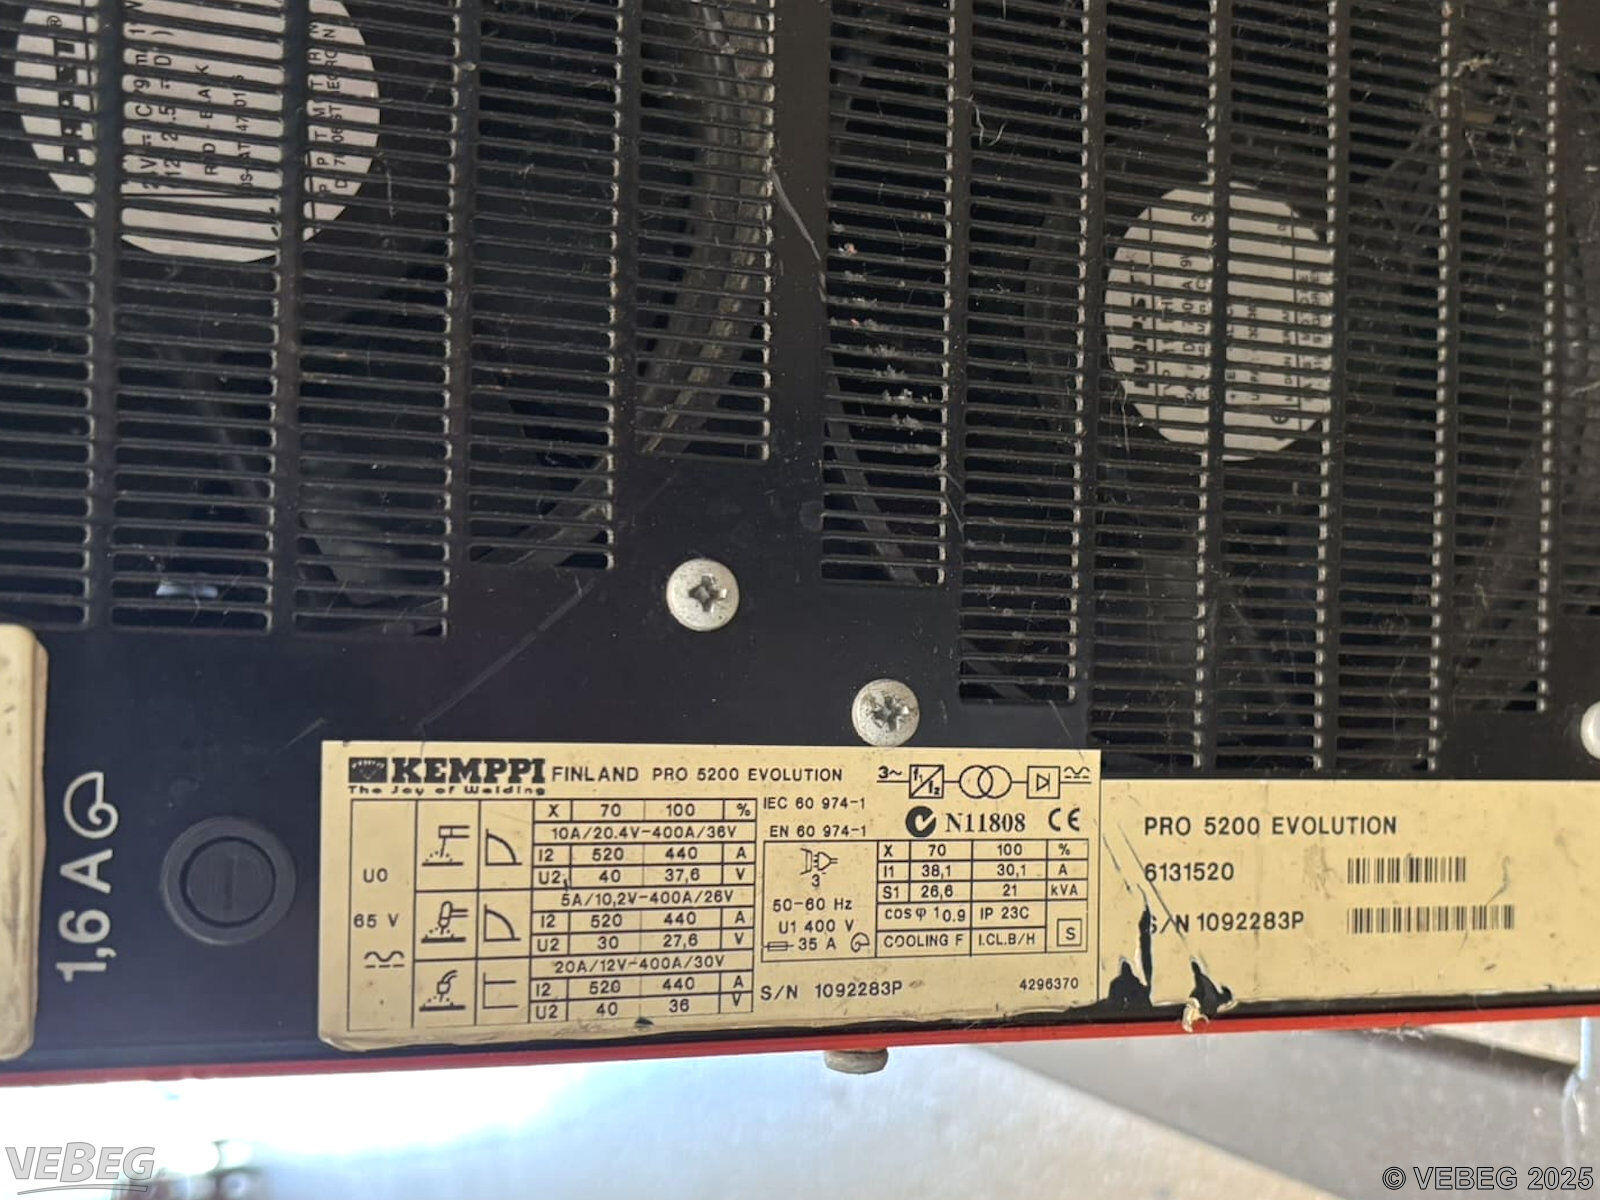 1,6 A
KEMPPI FINLAND PRO 5200 EVOLUTION
The Joy of Welding
3~ f1 f2
IEC 60 974-1
EN 60 974-1
N11808 CE
U0
65 V
X 70 100 %
10A/20.4V-400A/36V
I2 520 440 A
U2 40 37,6 V
5A/10,2V-400A/26V
I2 520 440 A
U2 30 27,6 V
20A/12V-400A/30V
I2 520 440 A
U2 40 36 V
3
50-60 Hz
U1 400 V
35 A
X 70 100 %
I1 38,1 30,1 A
S1 26,6 21 kVA
cos φ 0.9 IP 23C
COOLING F I.CL.B/H
S
S/N 1092283P 4296370
PRO 5200 EVOLUTION
6131520
S/N 1092283P
VEBEG
© VEBEG 2025